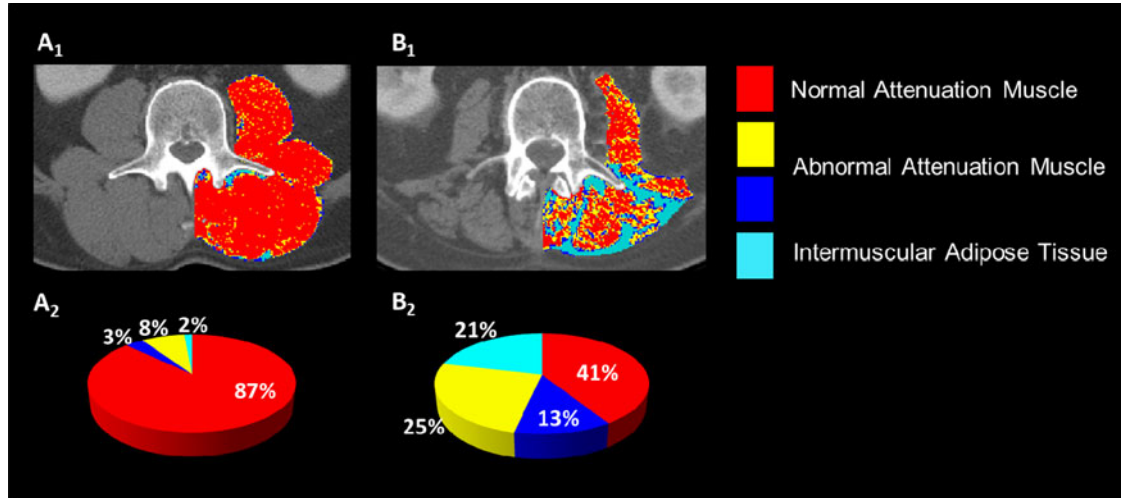 A1
B1
Normal Attenuation Muscle
Abnormal Attenuation Muscle
Intermuscular Adipose Tissue
A2
3%
8%
2%
87%
B2
21%
41%
25%
13%